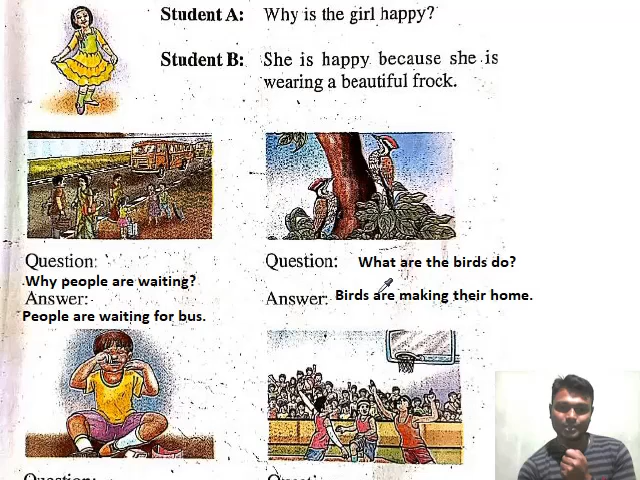 Student A: Why is the girl happy?
Student B: She is happy because she is
wearing a beautiful frock.
Question:
Why people are waiting?
Answer:
People are waiting for bus.
Question: What are the birds do?
Answer: Birds are making their home.
Question:
Questi